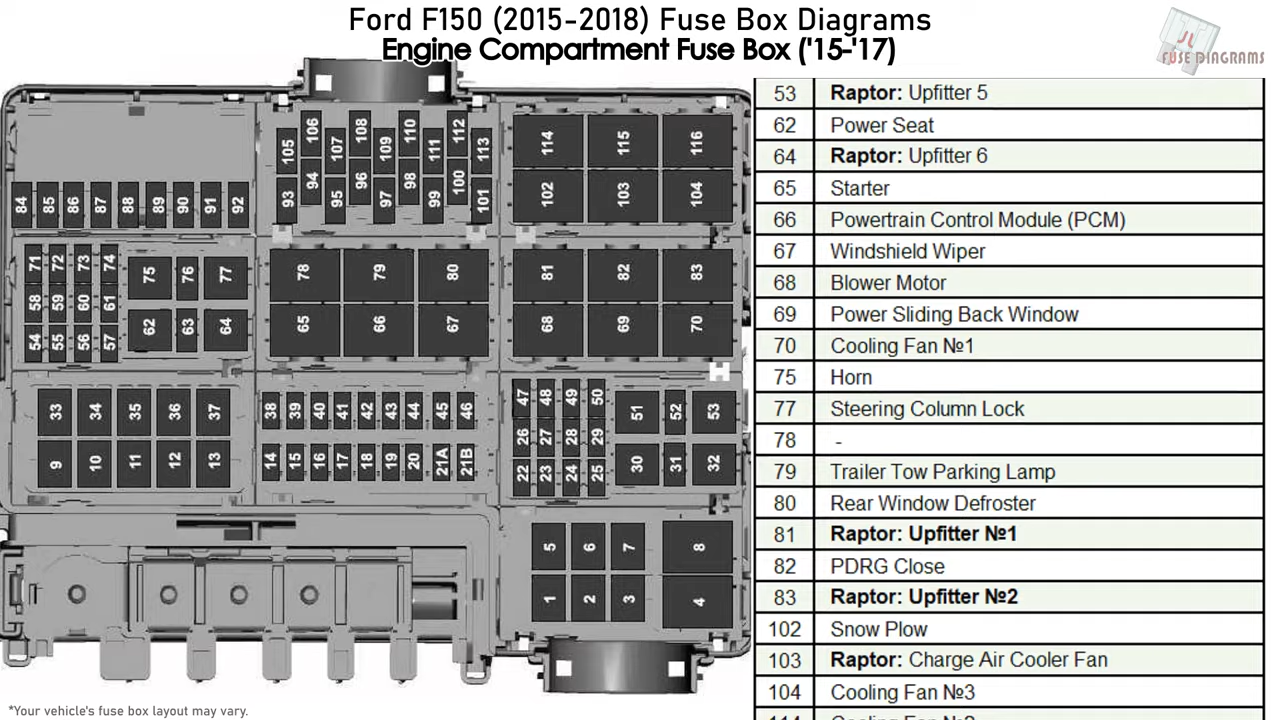 Ford F150 (2015-2018) Fuse Box Diagrams
Engine Compartment Fuse Box ('15-'17)
JL
FUSE DIAGRAMS
105 106 107 108 109 110 111 112 113
93 94 95 96 97 98 99 100 101
114 115 116
102 103 104
84 85 86 87 88 89 90 91 92
71 72 73 74 75 76 77
58 59 60 61
54 55 56 57 62 63 64
78 79 80
65 66 67
81 82 83
68 69 70
33 34 35 36 37
9 10 11 12 13
38 39 40 41 42 43 44 45 46
14 15 16 17 18 19 20 21A 21B
47 48 49 50 51 52 53
26 27 28 29
22 23 24 25 30 31 32
5 6 7 8
1 2 3 4
53 Raptor: Upfitter 5
62 Power Seat
64 Raptor: Upfitter 6
65 Starter
66 Powertrain Control Module (PCM)
67 Windshield Wiper
68 Blower Motor
69 Power Sliding Back Window
70 Cooling Fan №1
75 Horn
77 Steering Column Lock
78 -
79 Trailer Tow Parking Lamp
80 Rear Window Defroster
81 Raptor: Upfitter №1
82 PDRG Close
83 Raptor: Upfitter №2
102 Snow Plow
103 Raptor: Charge Air Cooler Fan
104 Cooling Fan №3
*Your vehicle's fuse box layout may vary.